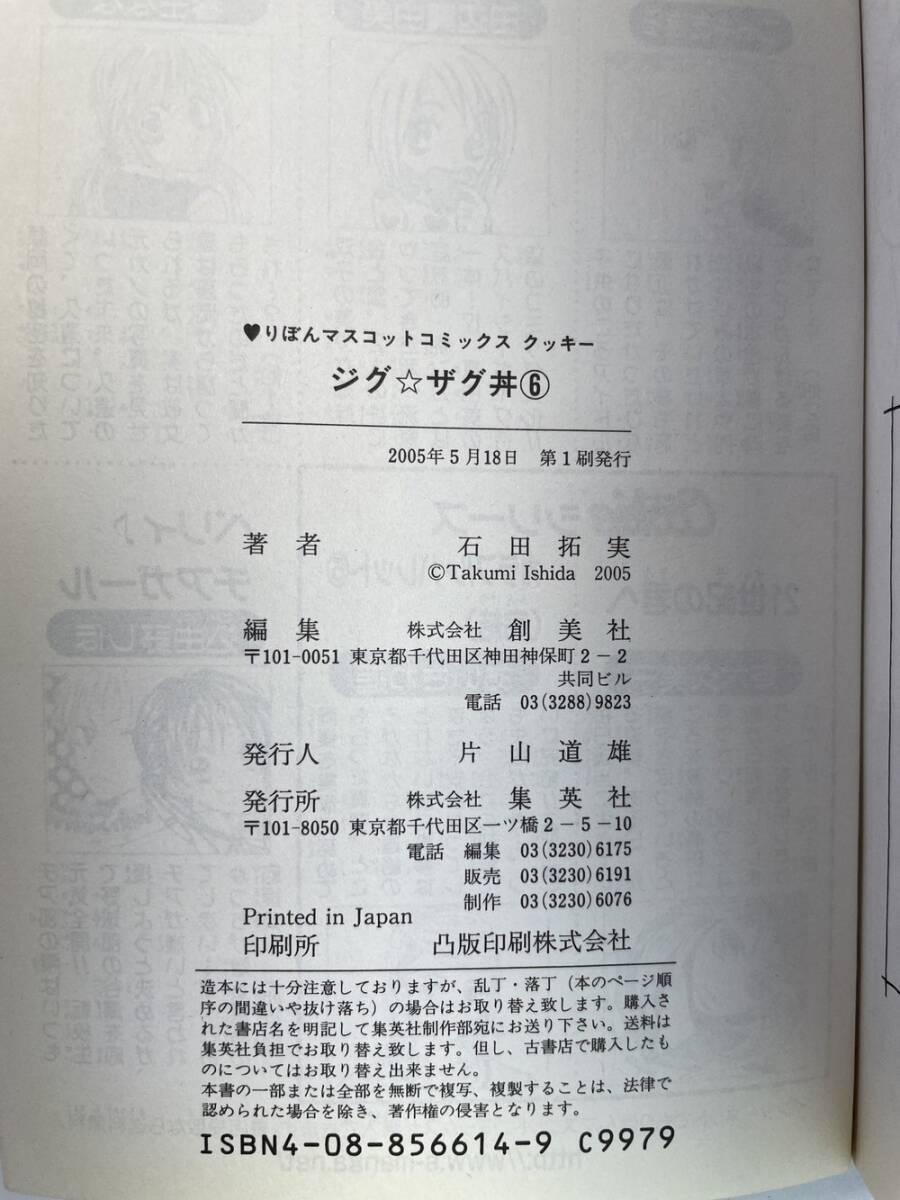 ♥りぼんマスコットコミックス クッキー
ジグ☆ザグ丼⑥
2005年5月18日 第1刷発行
著者 石田拓実
©Takumi Ishida 2005
編集 株式会社 創美社
〒101-0051 東京都千代田区神田神保町2-2
共同ビル
電話 03(3288)9823
発行人 片山道雄
発行所 株式会社 集英社
〒101-8050 東京都千代田区一ツ橋2-5-10
電話 編集 03(3230)6175
販売 03(3230)6191
制作 03(3230)6076
Printed in Japan
印刷所 凸版印刷株式会社
造本には十分注意しておりますが、乱丁・落丁(本のページ順
序の間違いや抜け落ち)の場合はお取り替え致します。購入さ
れた書店名を明記して集英社制作部宛にお送り下さい。送料は
集英社負担でお取り替え致します。但し、古書店で購入したも
のについてはお取り替え出来ません。
本書の一部または全部を無断で複写、複製することは、法律で
認められた場合を除き、著作権の侵害となります。
ISBN4-08-856614-9 C9979